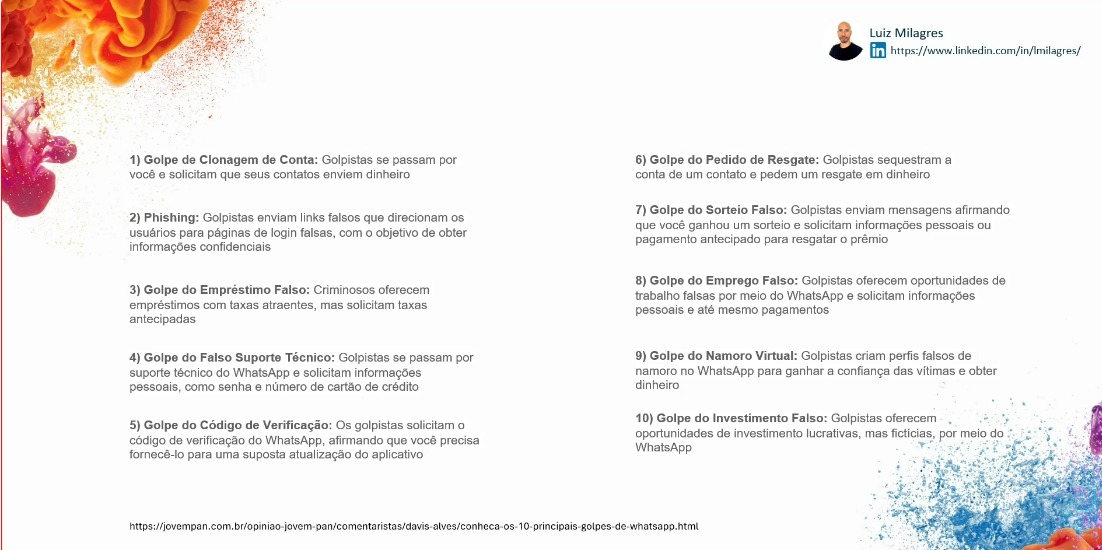 Luiz Milagres
in https://www.linkedin.com/in/lmilagres/
1) Golpe de Clonagem de Conta: Golpistas se passam por
você e solicitam que seus contatos enviem dinheiro
2) Phishing: Golpistas enviam links falsos que direcionam os
usuários para páginas de login falsas, com o objetivo de obter
informações confidenciais
3) Golpe do Empréstimo Falso: Criminosos oferecem
empréstimos com taxas atraentes, mas solicitam taxas
antecipadas
4) Golpe do Falso Suporte Técnico: Golpistas se passam por
suporte técnico do WhatsApp e solicitam informações
pessoais, como senha e número de cartão de crédito
5) Golpe do Código de Verificação: Os golpistas solicitam o
código de verificação do WhatsApp, afirmando que você precisa
fornecê-lo para uma suposta atualização do aplicativo
6) Golpe do Pedido de Resgate: Golpistas sequestram a
conta de um contato e pedem um resgate em dinheiro
7) Golpe do Sorteio Falso: Golpistas enviam mensagens afirmando
que você ganhou um sorteio e solicitam informações pessoais ou
pagamento antecipado para resgatar o prêmio
8) Golpe do Emprego Falso: Golpistas oferecem oportunidades de
trabalho falsas por meio do WhatsApp e solicitam informações
pessoais e até mesmo pagamentos
9) Golpe do Namoro Virtual: Golpistas criam perfis falsos de
namoro no WhatsApp para ganhar a confiança das vítimas e obter
dinheiro
10) Golpe do Investimento Falso: Golpistas oferecem
oportunidades de investimento lucrativas, mas fictícias, por meio do
WhatsApp
https://jovempan.com.br/opiniao-jovem-pan/comentaristas/davis-alves/conheca-os-10-principais-golpes-de-whatsapp.html